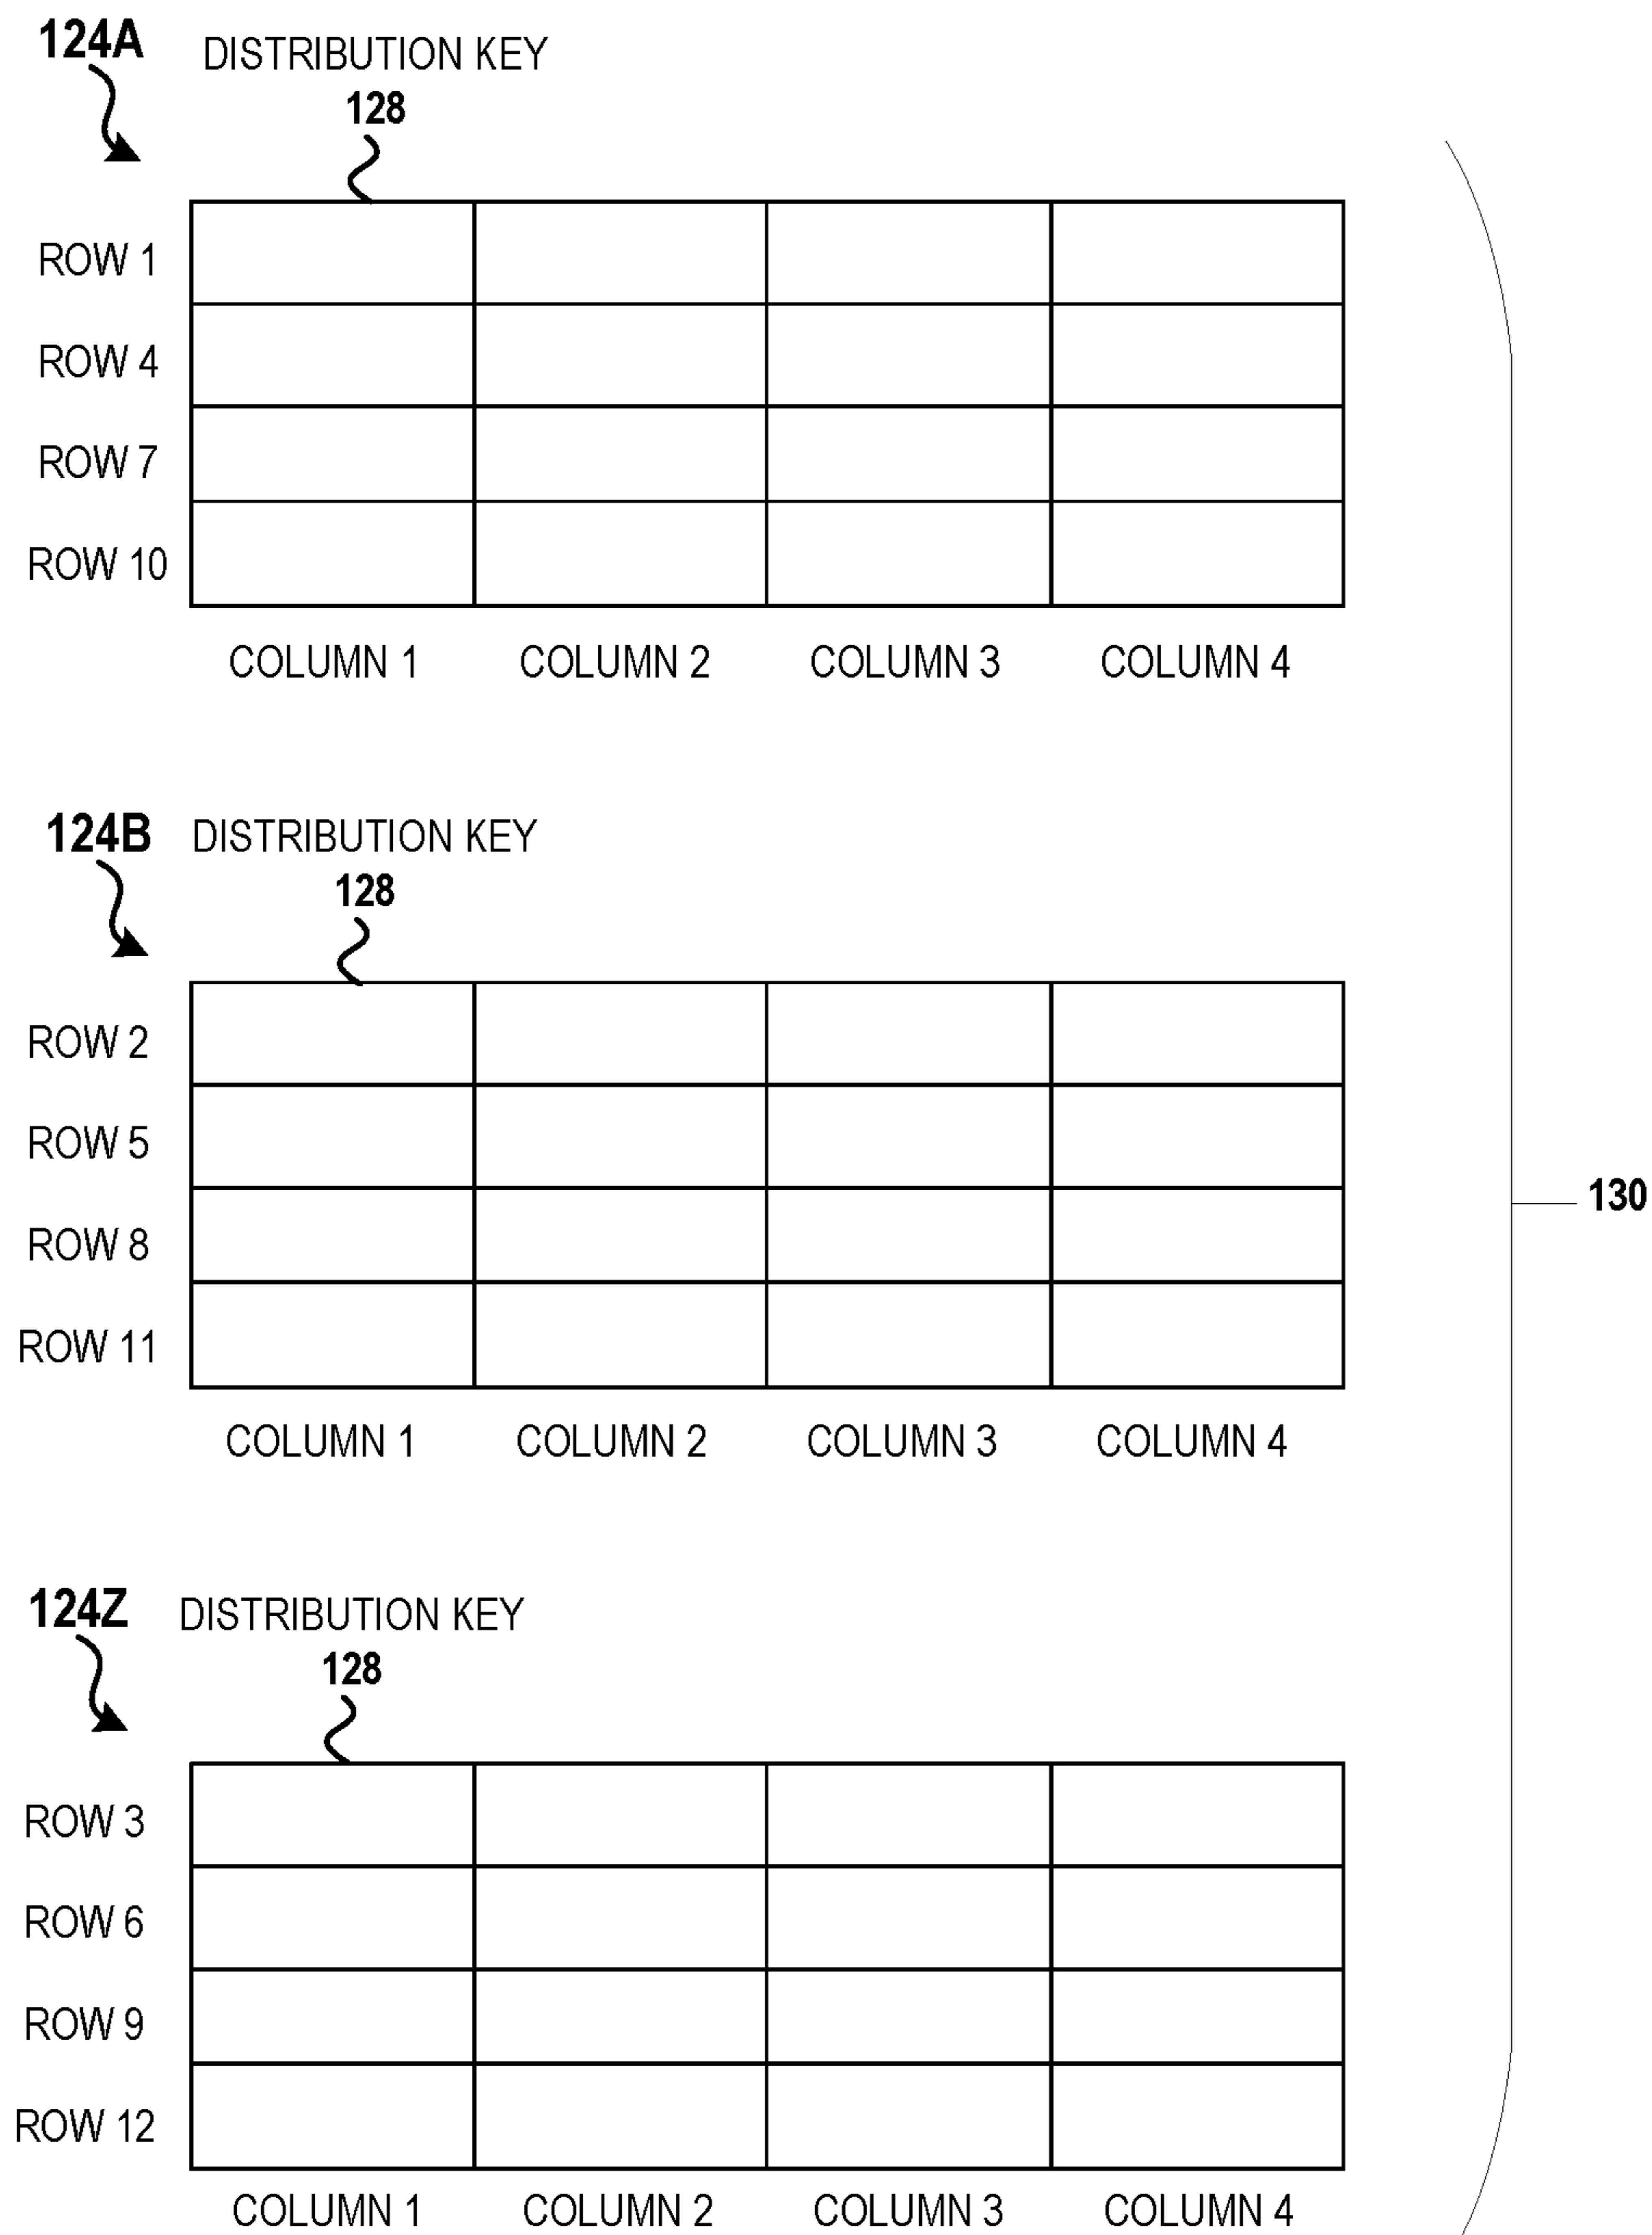 124A DISTRIBUTION KEY
128
ROW 1
ROW 4
ROW 7
ROW 10
COLUMN 1 COLUMN 2 COLUMN 3 COLUMN 4
124B DISTRIBUTION KEY
128
ROW 2
ROW 5
130
ROW 8
ROW 11
COLUMN 1 COLUMN 2 COLUMN 3 COLUMN 4
124Z DISTRIBUTION KEY
128
ROW 3
ROW 6
ROW 9
ROW 12
COLUMN 1 COLUMN 2 COLUMN 3 COLUMN 4